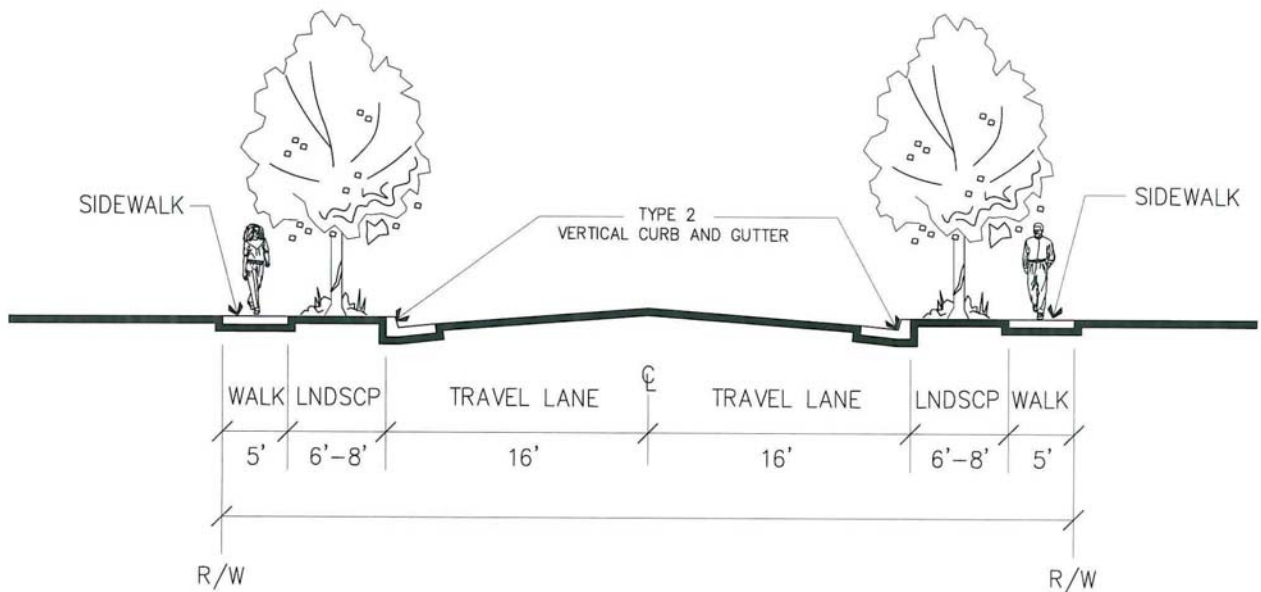 SIDEWALK
TYPE 2
VERTICAL CURB AND GUTTER
SIDEWALK
℄
WALK LNDSCP TRAVEL LANE TRAVEL LANE LNDSCP WALK
5' 6'-8' 16' 16' 6'-8' 5'
R/W R/W